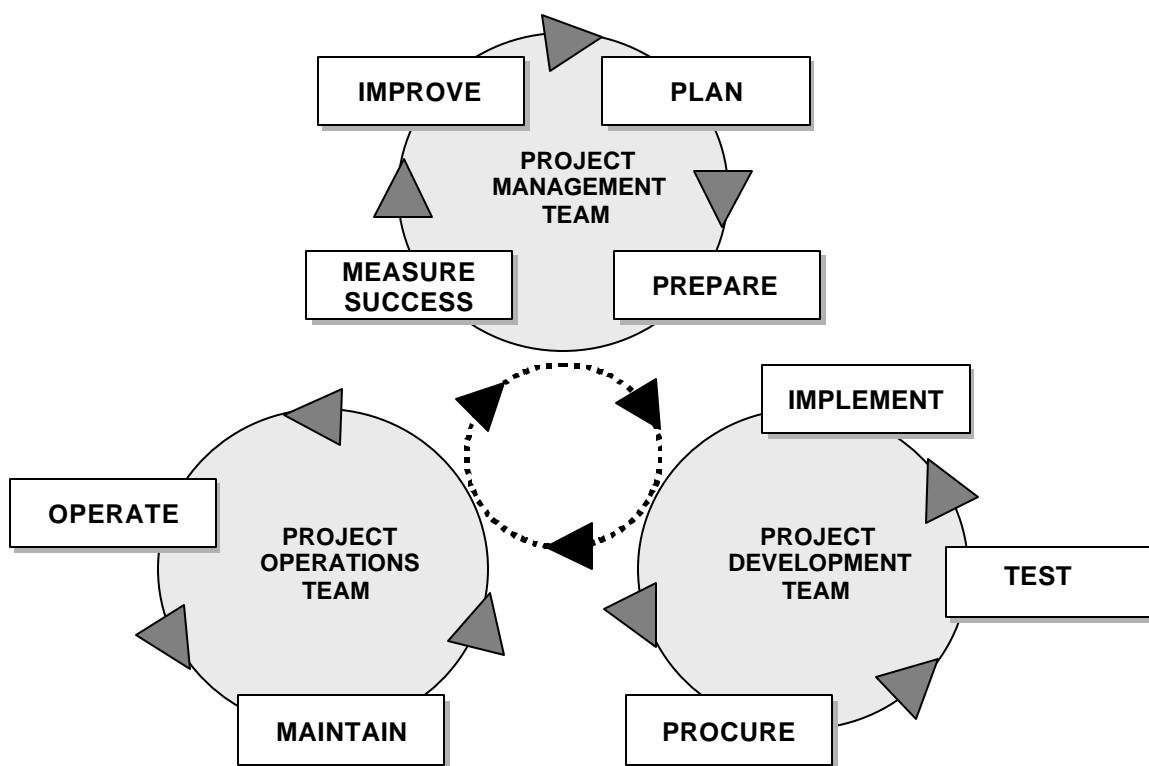 IMPROVE
PLAN
PROJECT
MANAGEMENT
TEAM
MEASURE
SUCCESS
PREPARE
IMPLEMENT
OPERATE
PROJECT
OPERATIONS
TEAM
PROJECT
DEVELOPMENT
TEAM
TEST
MAINTAIN
PROCURE